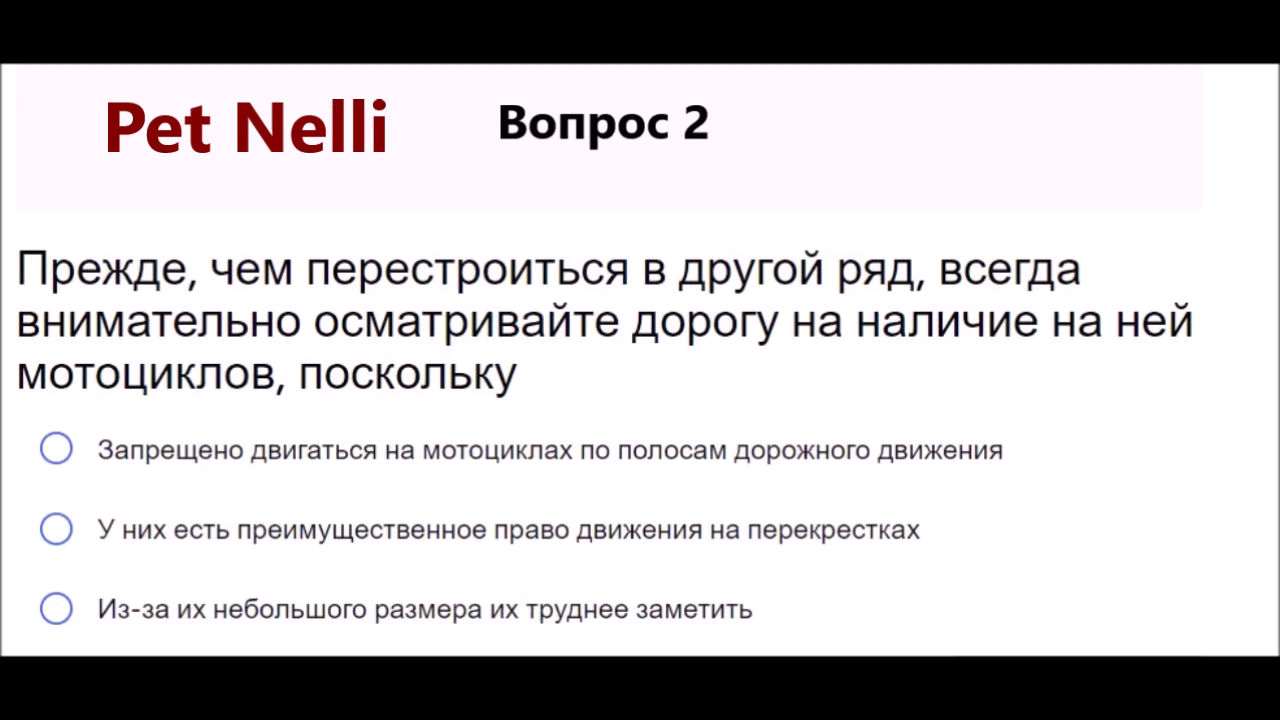 Pet Nelli Вопрос 2
Прежде, чем перестроиться в другой ряд, всегда
внимательно осматривайте дорогу на наличие на ней
мотоциклов, поскольку
Запрещено двигаться на мотоциклах по полосам дорожного движения
У них есть преимущественное право движения на перекрестках
Из-за их небольшого размера их труднее заметить